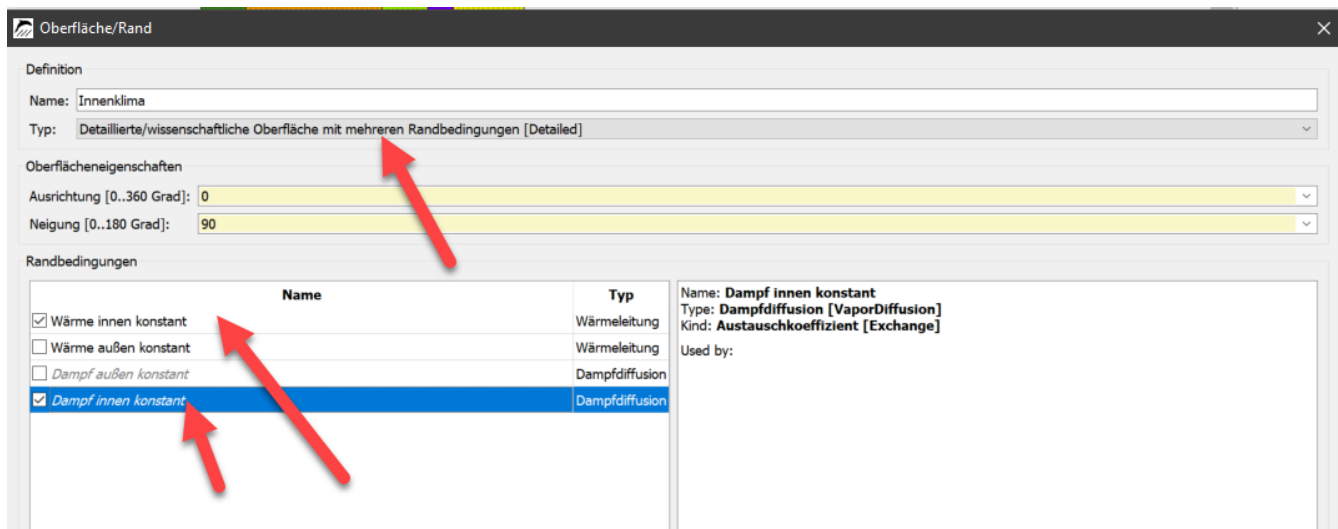 Oberfläche/Rand
Definition
Name: Innenklima
Typ: Detaillierte/wissenschaftliche Oberfläche mit mehreren Randbedingungen [Detailed]
Oberflächeneigenschaften
Ausrichtung [0..360 Grad]: 0
Neigung [0..180 Grad]: 90
Randbedingungen
Name Typ
Wärme innen konstant Wärmeleitung
Wärme außen konstant Wärmeleitung
Dampf außen konstant Dampfdiffusion
Dampf innen konstant Dampfdiffusion
Name: Dampf innen konstant
Type: Dampfdiffusion [VaporDiffusion]
Kind: Austauschkoeffizient [Exchange]
Used by: